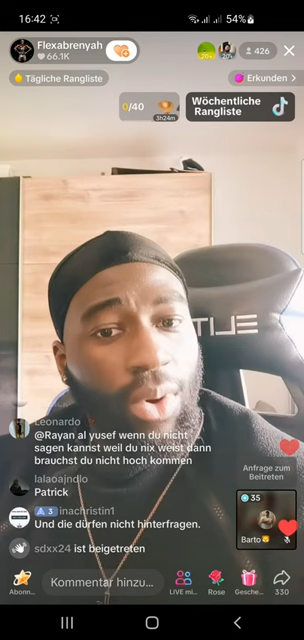 16:42
54%
Flexabrenyah
66.1K
426
Tägliche Rangliste
Erkunden >
0/40
3h24m
Wöchentliche
Rangliste
Leonardo
@Rayan al yusef wenn du nicht
sagen kannst weil du nix weist dann
brauchst du nicht hoch kommen
lalaoajndlo
Patrick
3 inachristin1
Und die dürfen nicht hinterfragen.
sdxx24 ist beigetreten
Anfrage zum
Beitreten
35
Barto
Kommentar hinzu...
Abonn...
LIVE mi...
Rose
Gesche...
330